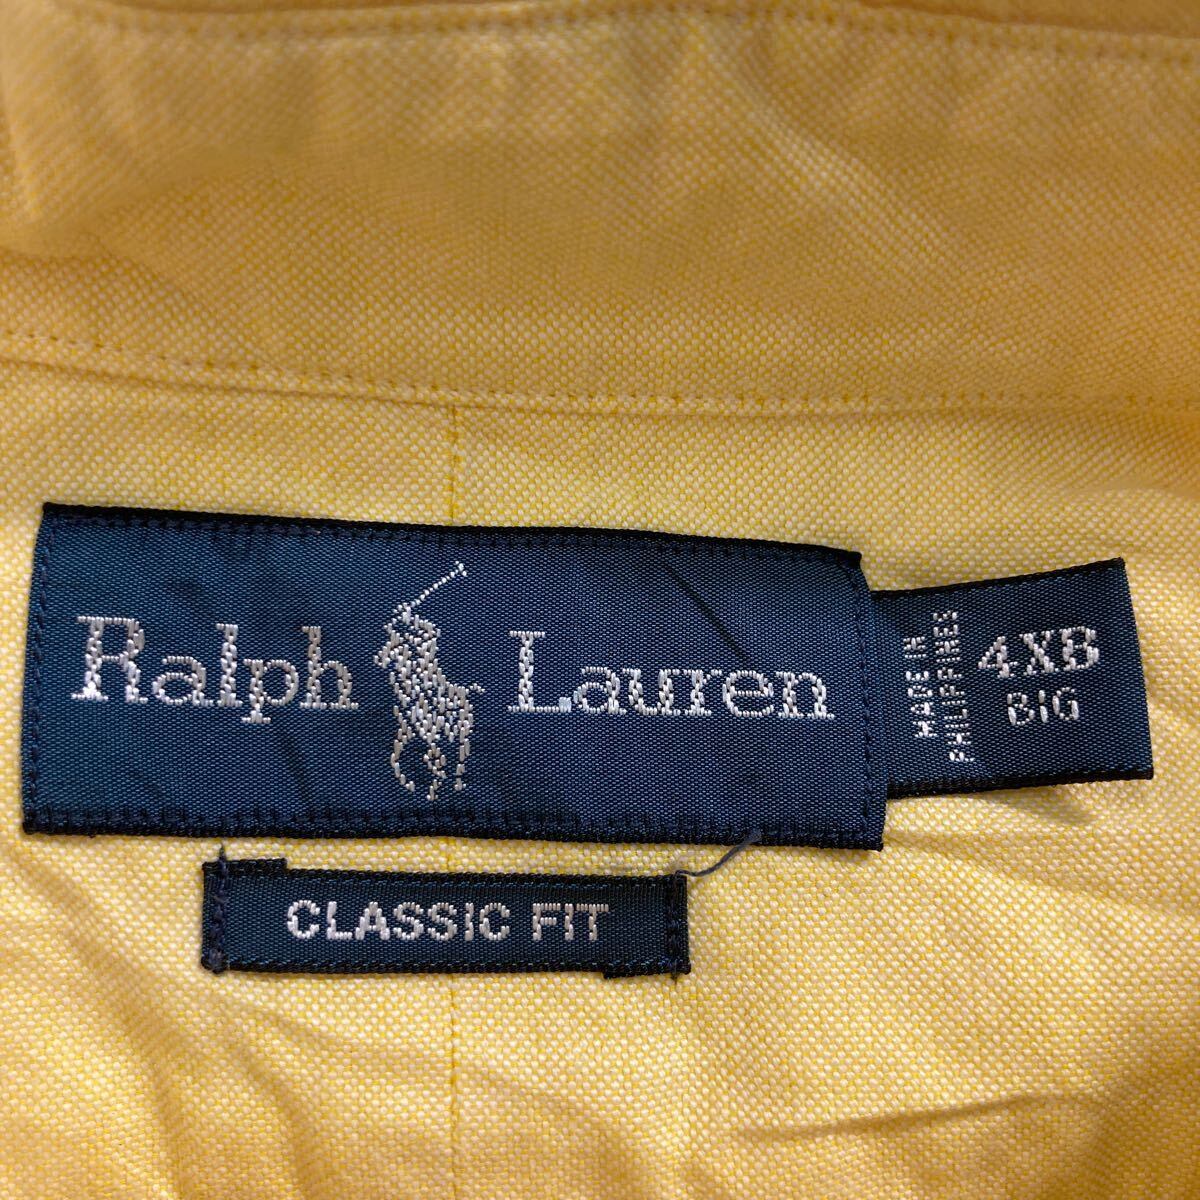 Ralph Lauren
MADE IN
PHILIPPINES
4XB
BIG
CLASSIC FIT